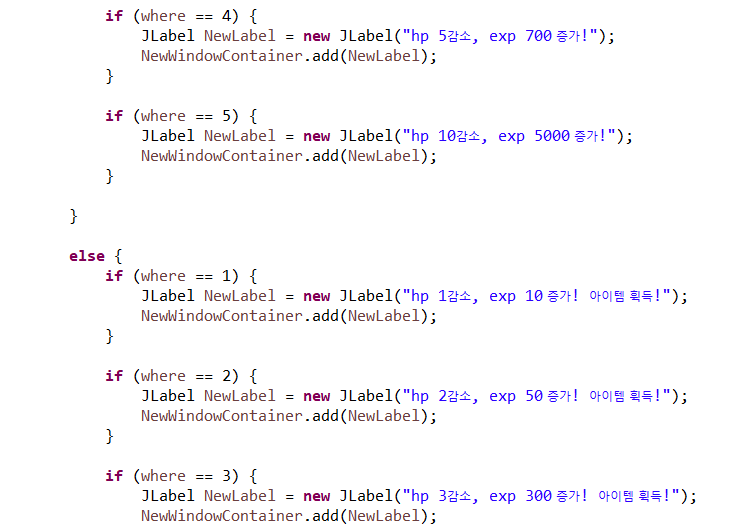 if (where == 4) {
JLabel NewLabel = new JLabel("hp 5감소, exp 700 증가!");
NewWindowContainer.add(NewLabel);
}
if (where == 5) {
JLabel NewLabel = new JLabel("hp 10감소, exp 5000 증가!");
NewWindowContainer.add(NewLabel);
}
}
else {
if (where == 1) {
JLabel NewLabel = new JLabel("hp 1감소, exp 10 증가! 아이템 획득!");
NewWindowContainer.add(NewLabel);
}
if (where == 2) {
JLabel NewLabel = new JLabel("hp 2감소, exp 50 증가! 아이템 획득!");
NewWindowContainer.add(NewLabel);
}
if (where == 3) {
JLabel NewLabel = new JLabel("hp 3감소, exp 300 증가! 아이템 획득!");
NewWindowContainer.add(NewLabel);